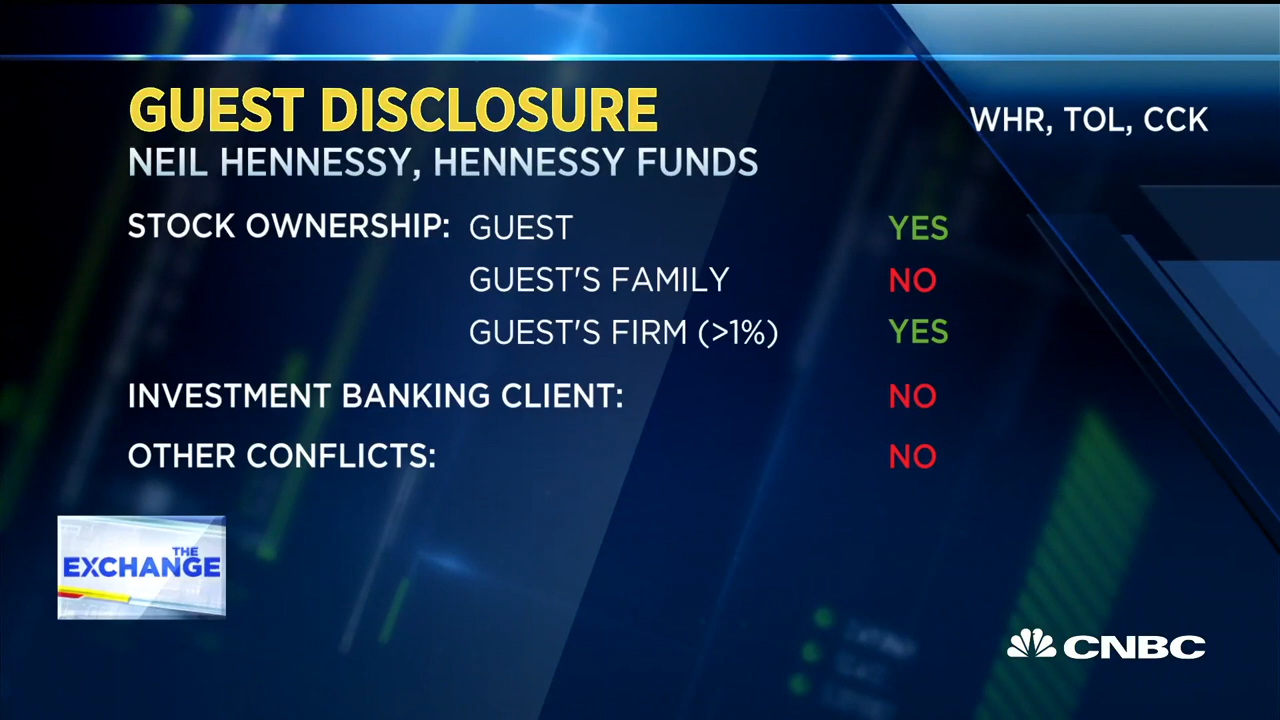 GUEST DISCLOSURE
WHR, TOL, CCK
NEIL HENNESSY, HENNESSY FUNDS
STOCK OWNERSHIP: GUEST YES
GUEST'S FAMILY NO
GUEST'S FIRM (>1%) YES
INVESTMENT BANKING CLIENT: NO
OTHER CONFLICTS: NO
THE
EXCHANGE
CNBC